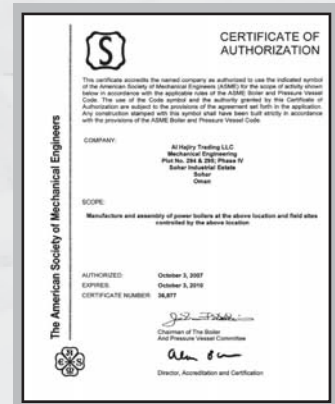 S
CERTIFICATE OF
AUTHORIZATION
This certificate accredits the named company as authorized to use the indicated symbol
of the American Society of Mechanical Engineers (ASME) for the scope of activity shown
below in accordance with the applicable rules of the ASME Boiler and Pressure Vessel
Code. The use of the Code symbol and the authority granted by this Certificate of
Authorization are subject to the provisions of the agreement set forth in the application.
Any construction stamped with this symbol shall have been built strictly in accordance
with the provisions of the ASME Boiler and Pressure Vessel Code.
COMPANY:
Al Hajry Trading LLC
Mechanical Engineering
Plot No. 294 & 295; Phase IV
Sohar Industrial Estate
Sohar
Oman
SCOPE:
Manufacture and assembly of power boilers at the above location and field sites
controlled by the above location
AUTHORIZED: October 3, 2007
EXPIRES: October 3, 2010
CERTIFICATE NUMBER: 38,977
Chairman of The Boiler
And Pressure Vessel Committee
Director, Accreditation and Certification
The American Society of Mechanical Engineers